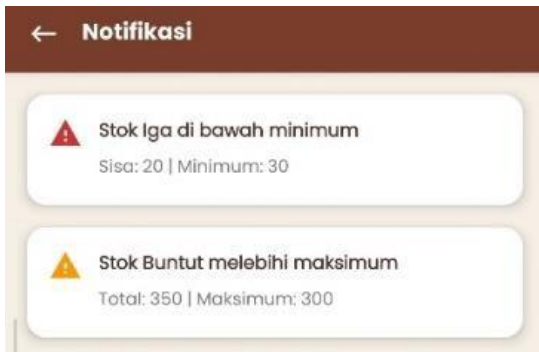 Notifikasi
Stok Iga di bawah minimum
Sisa: 20 | Minimum: 30
Stok Buntut melebihi maksimum
Total: 350 | Maksimum: 300